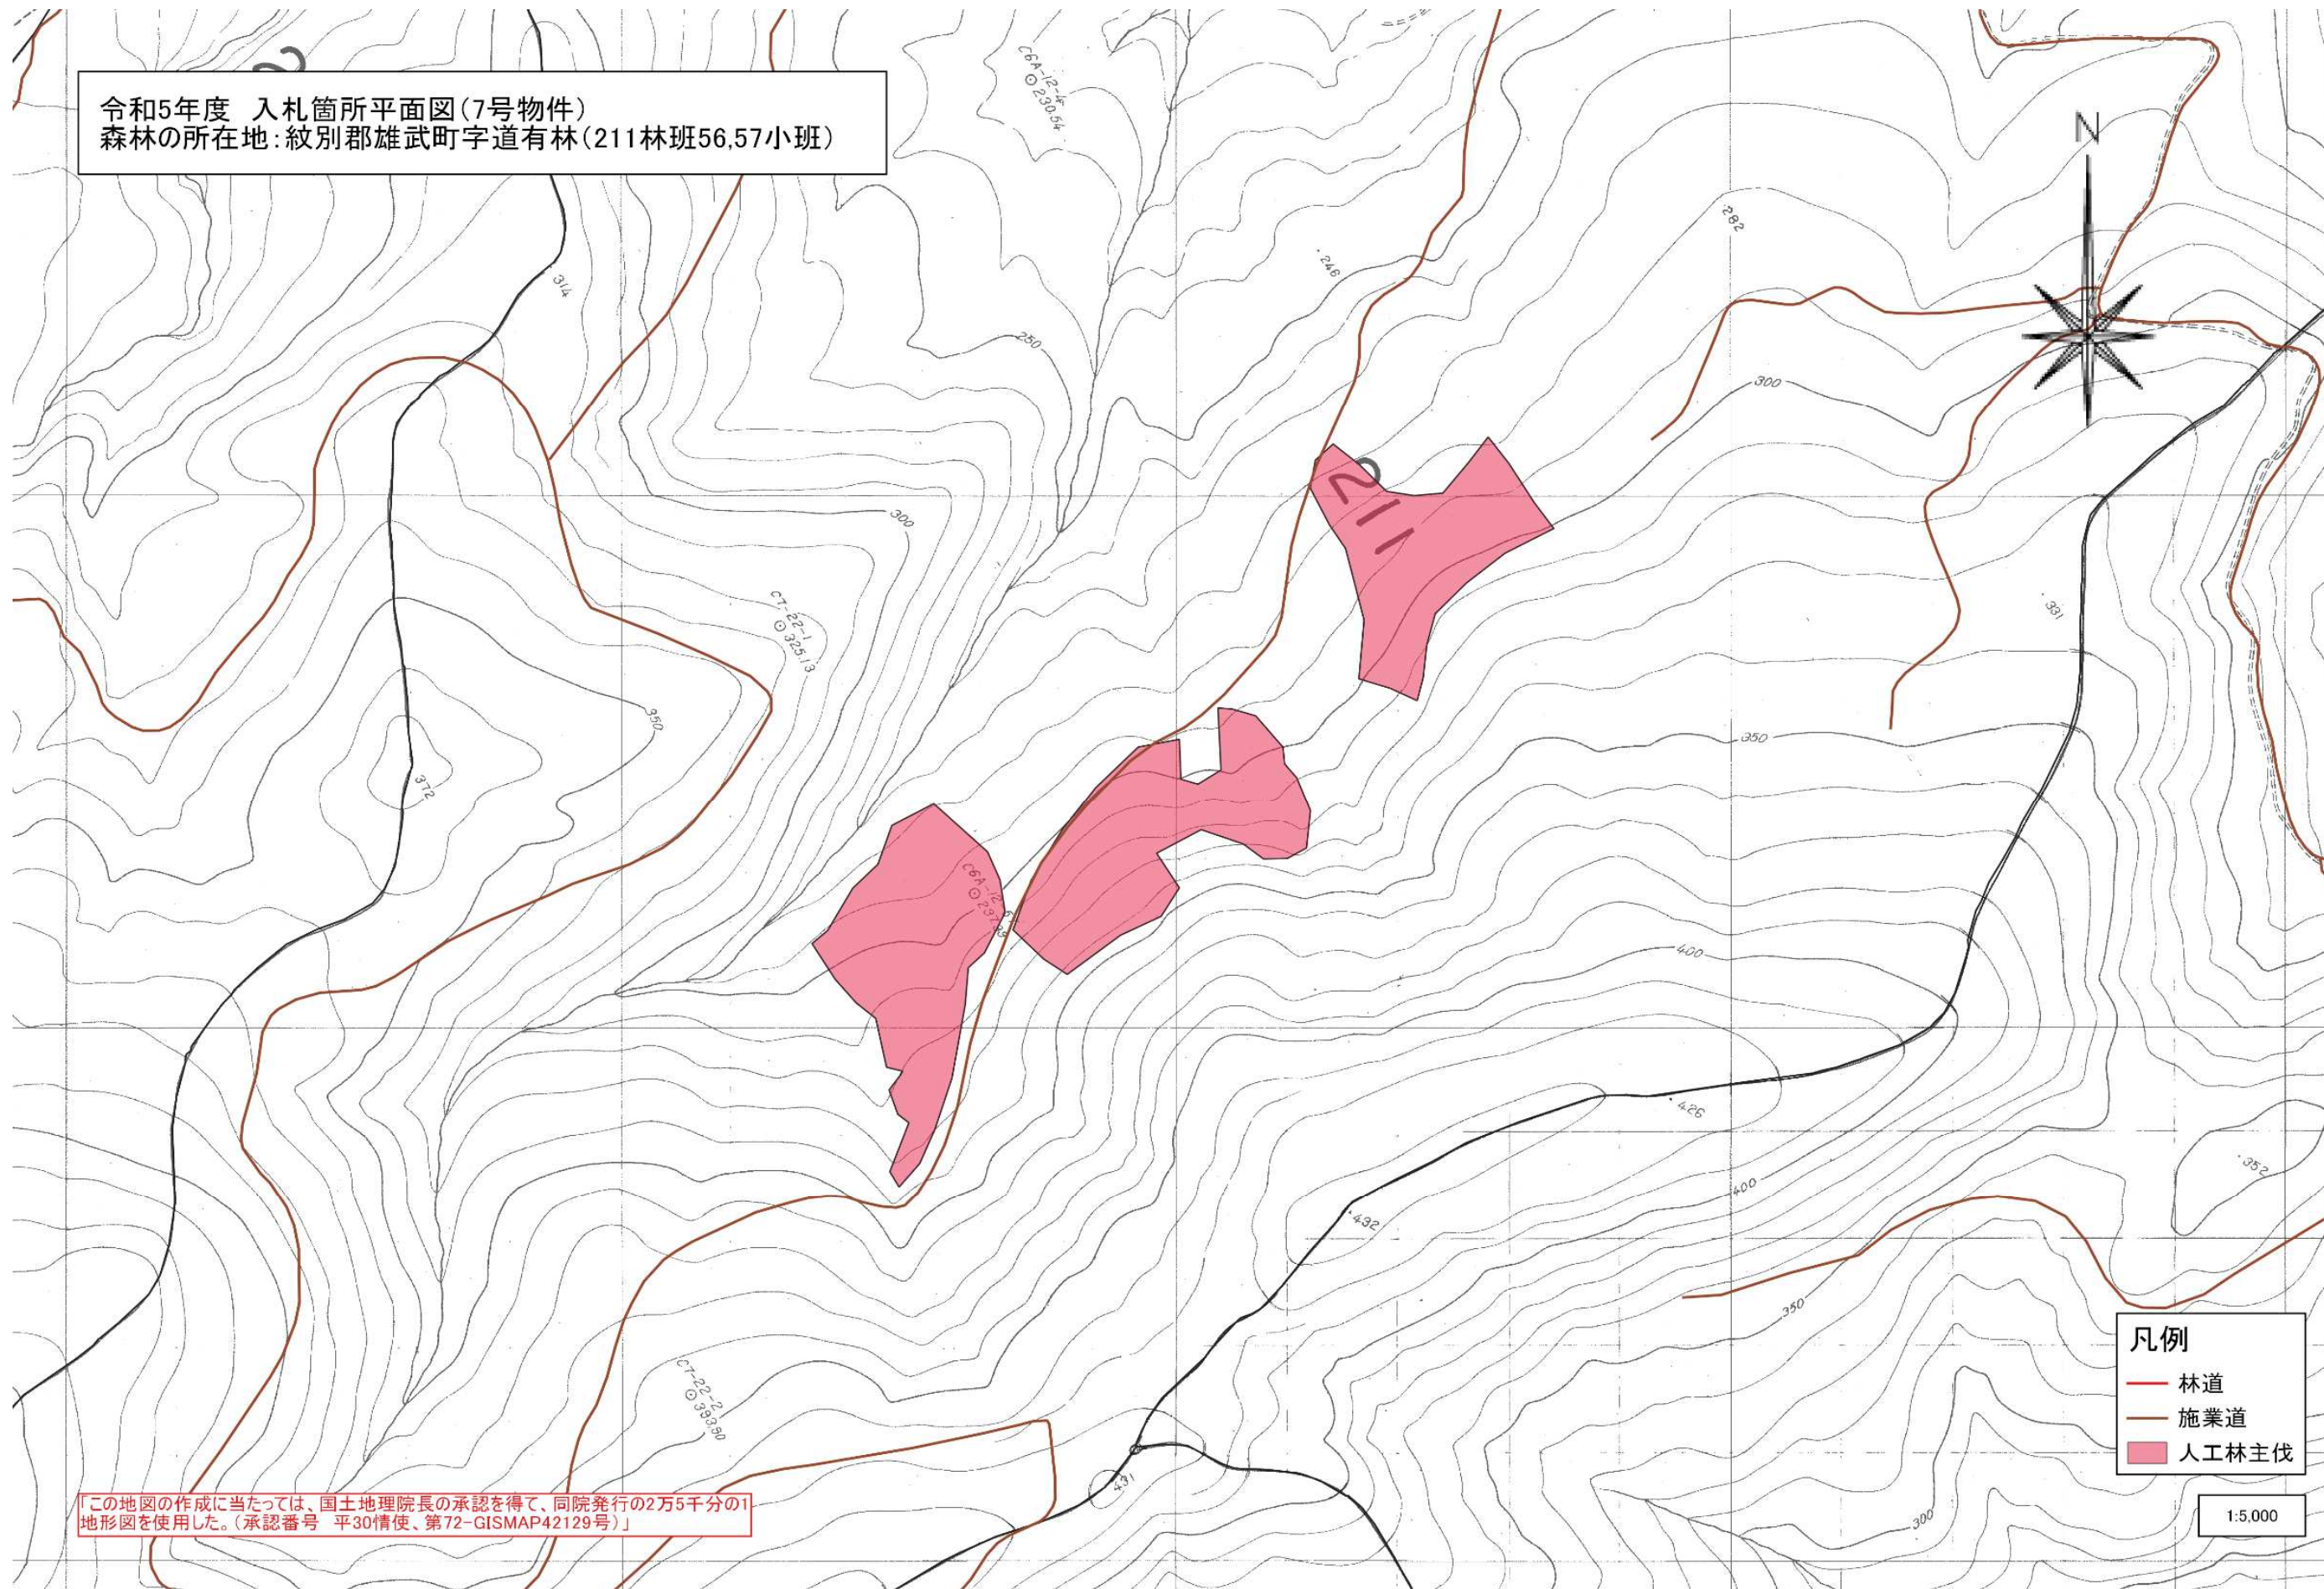 令和5年度　入札箇所平面図（7号物件）
森林の所在地：紋別郡雄武町字道有林（211林班56,57小班）
C6A-12-4
230.54
N
282
314
246
250
300
300
211
331
C7-22-1
325.13
350
350
372
C6A-12
400
426
352
400
432
350
C7-22-2
393.80
431
300
凡例
林道
施業道
人工林主伐
1:5,000
「この地図の作成に当たっては、国土地理院長の承認を得て、同院発行の2万5千分の1
地形図を使用した。（承認番号　平30情使、第72-GISMAP42129号）」